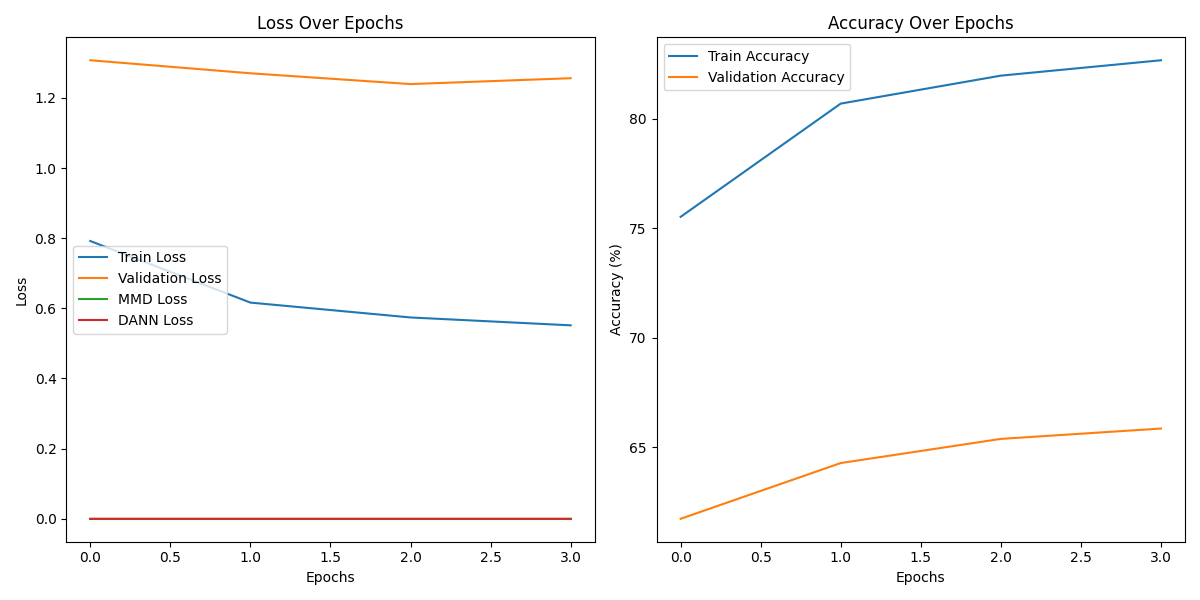 Loss Over Epochs
1.2
1.0
0.8
0.6
0.4
0.2
0.0
Loss
Train Loss
Validation Loss
MMD Loss
DANN Loss
0.0 0.5 1.0 1.5 2.0 2.5 3.0
Epochs
Accuracy Over Epochs
Train Accuracy
Validation Accuracy
80
75
70
65
Accuracy (%)
0.0 0.5 1.0 1.5 2.0 2.5 3.0
Epochs